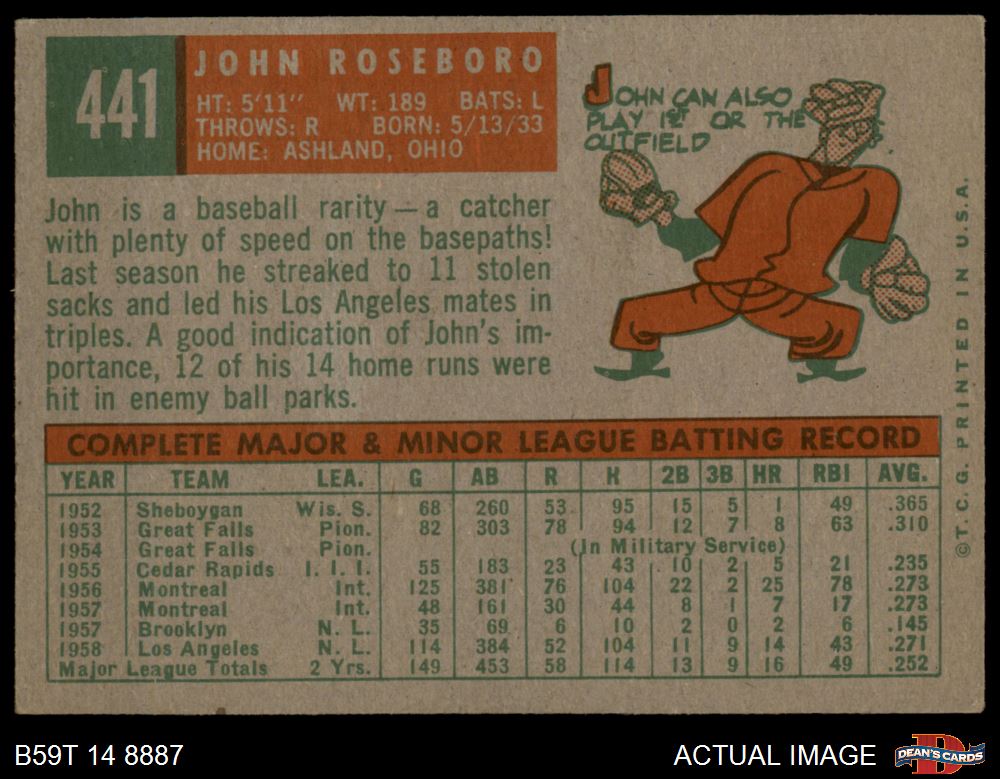 441
JOHN ROSEBORO
HT: 5'11" WT: 189 BATS: L
THROWS: R BORN: 5/13/33
HOME: ASHLAND, OHIO
JOHN CAN ALSO
PLAY 1ST OR THE
OUTFIELD
John is a baseball rarity — a catcher
with plenty of speed on the basepaths!
Last season he streaked to 11 stolen
sacks and led his Los Angeles mates in
triples. A good indication of John's im-
portance, 12 of his 14 home runs were
hit in enemy ball parks.
COMPLETE MAJOR & MINOR LEAGUE BATTING RECORD
YEAR TEAM LEA. G AB R H 2B 3B HR RBI AVG.
1952 Sheboygan Wis. S. 68 260 53 95 15 5 1 49 .365
1953 Great Falls Pion. 82 303 78 94 12 7 8 63 .310
1954 Great Falls Pion. (In Military Service)
1955 Cedar Rapids I. I. I. 55 183 23 43 10 2 5 21 .235
1956 Montreal Int. 125 381 76 104 22 2 25 78 .273
1957 Montreal Int. 48 161 30 44 8 1 7 17 .273
1957 Brooklyn N. L. 35 69 6 10 2 0 2 6 .145
1958 Los Angeles N. L. 114 384 52 104 11 9 14 43 .271
Major League Totals 2 Yrs. 149 453 58 114 13 9 16 49 .252
©T.C.G. PRINTED IN U.S.A.
B59T 14 8887
ACTUAL IMAGE
DEAN'S CARDS